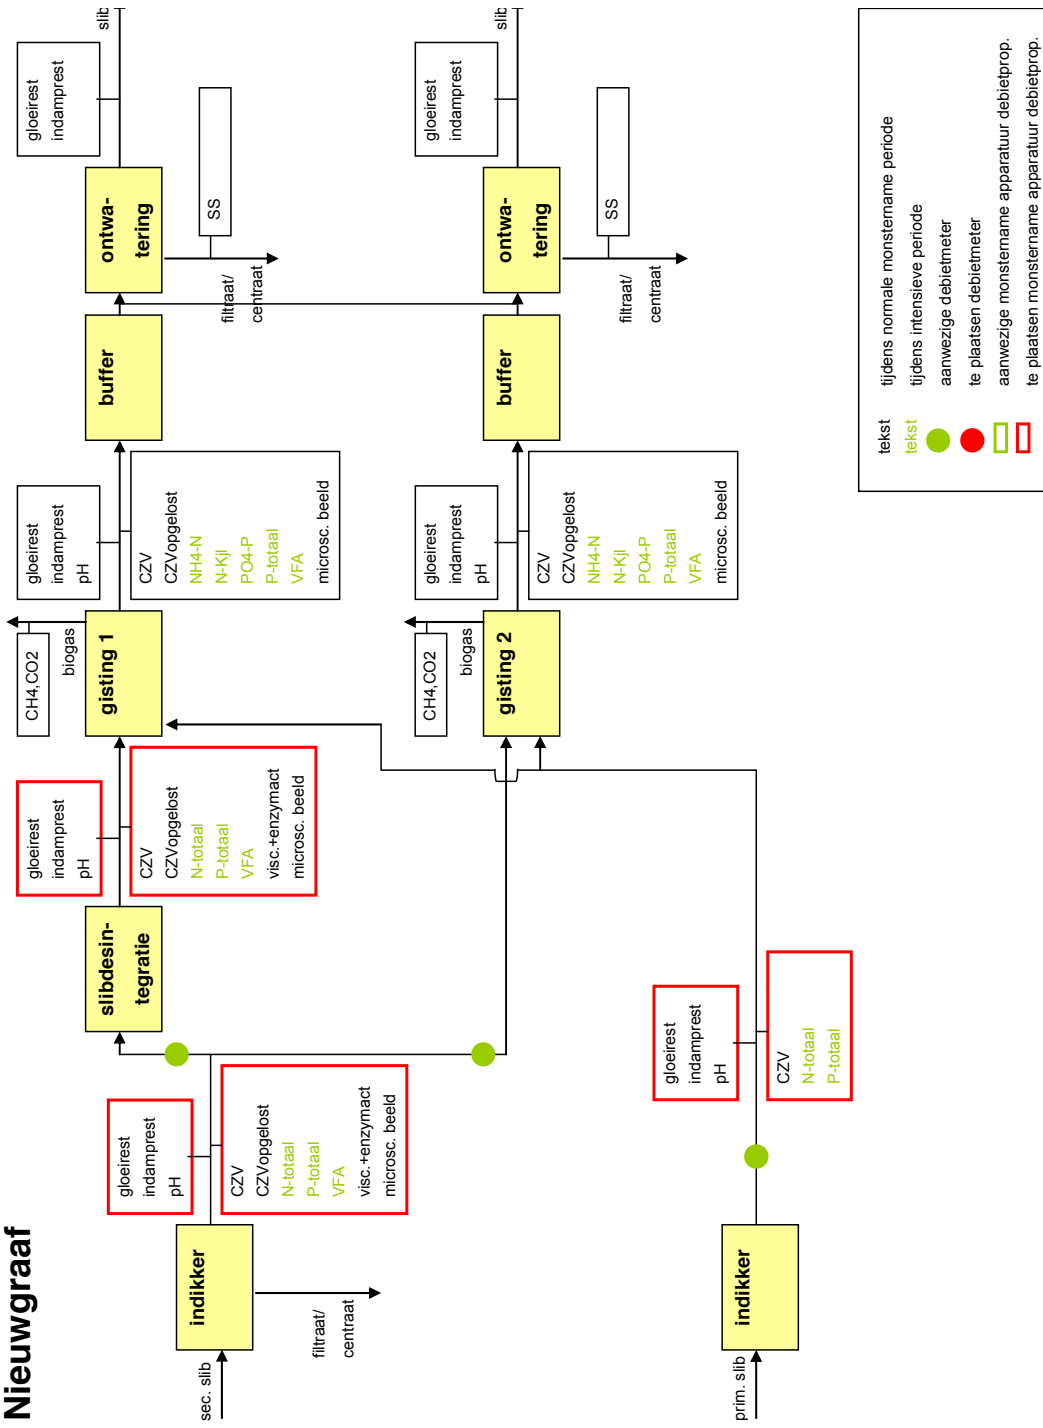 Nieuwgraaf
sec. slib
indikker
filtraat/
centraat
gloeirest
indamprest
pH
CZV
CZVopgelost
N-totaal
P-totaal
VFA
visc.+enzymact
microsc. beeld
slibdesin-
tegratie
gloeirest
indamprest
pH
CZV
CZVopgelost
N-totaal
P-totaal
VFA
visc.+enzymact
microsc. beeld
gisting 1
biogas
CH4,CO2
gloeirest
indamprest
pH
CZV
CZVopgelost
NH4-N
N-Kjl
PO4-P
P-totaal
VFA
microsc. beeld
buffer
ontwa-
tering
filtraat/
centraat
SS
gloeirest
indamprest
slib
gisting 2
biogas
CH4,CO2
gloeirest
indamprest
pH
CZV
CZVopgelost
NH4-N
N-Kjl
PO4-P
P-totaal
VFA
microsc. beeld
buffer
ontwa-
tering
filtraat/
centraat
SS
gloeirest
indamprest
slib
prim. slib
indikker
gloeirest
indamprest
pH
CZV
N-totaal
P-totaal
tekst tijdens normale monstername periode
tekst tijdens intensieve periode
aanwezige debietmeter
te plaatsen debietmeter
aanwezige monstername apparatuur debietprop.
te plaatsen monstername apparatuur debietprop.